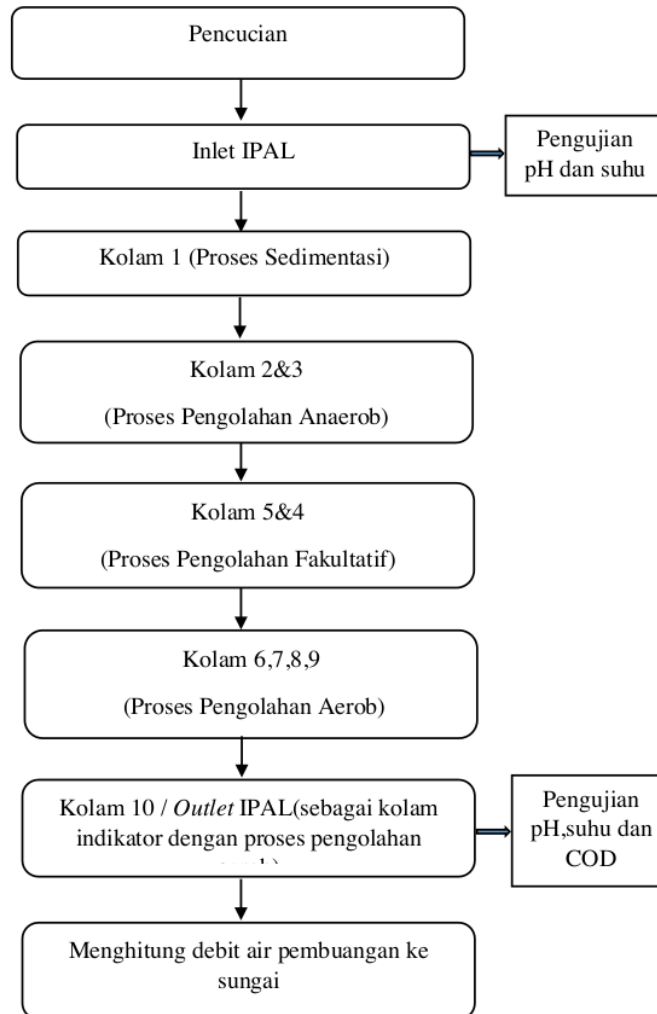 Pencucian
Inlet IPAL
Pengujian
pH dan suhu
Kolam 1 (Proses Sedimentasi)
Kolam 2&3
(Proses Pengolahan Anaerob)
Kolam 5&4
(Proses Pengolahan Fakultatif)
Kolam 6,7,8,9
(Proses Pengolahan Aerob)
Kolam 10 / Outlet IPAL(sebagai kolam
indikator dengan proses pengolahan
Pengujian
pH,suhu dan
COD
Menghitung debit air pembuangan ke
sungai